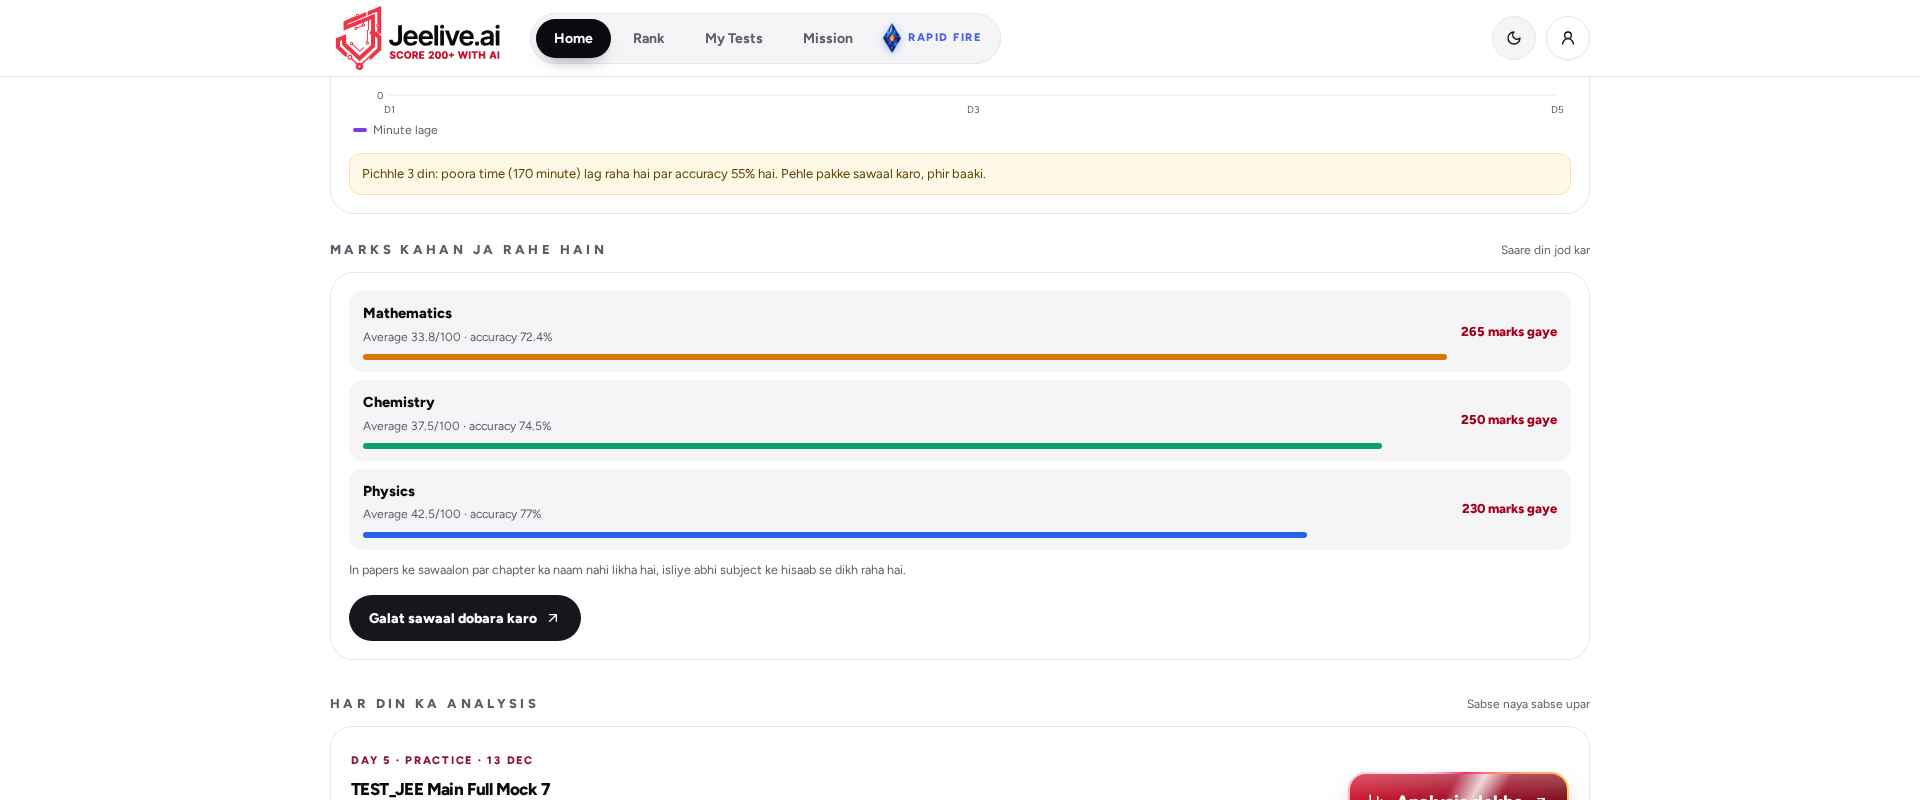 Jeelive.ai
SCORE 200+ WITH AI
Home
Rank
My Tests
Mission
RAPID FIRE
0
D1
D3
D5
Minute lage
Pichhle 3 din: poora time (170 minute) lag raha hai par accuracy 55% hai. Pehle pakke sawaal karo, phir baaki.
MARKS KAHAN JA RAHE HAIN
Saare din jod kar
Mathematics
Average 33.8/100 · accuracy 72.4%
265 marks gaye
Chemistry
Average 37.5/100 · accuracy 74.5%
250 marks gaye
Physics
Average 42.5/100 · accuracy 77%
230 marks gaye
In papers ke sawaalon par chapter ka naam nahi likha hai, isliye abhi subject ke hisaab se dikh raha hai.
Galat sawaal dobara karo
HAR DIN KA ANALYSIS
Sabse naya sabse upar
DAY 5 · PRACTICE · 13 DEC
TEST_JEE Main Full Mock 7